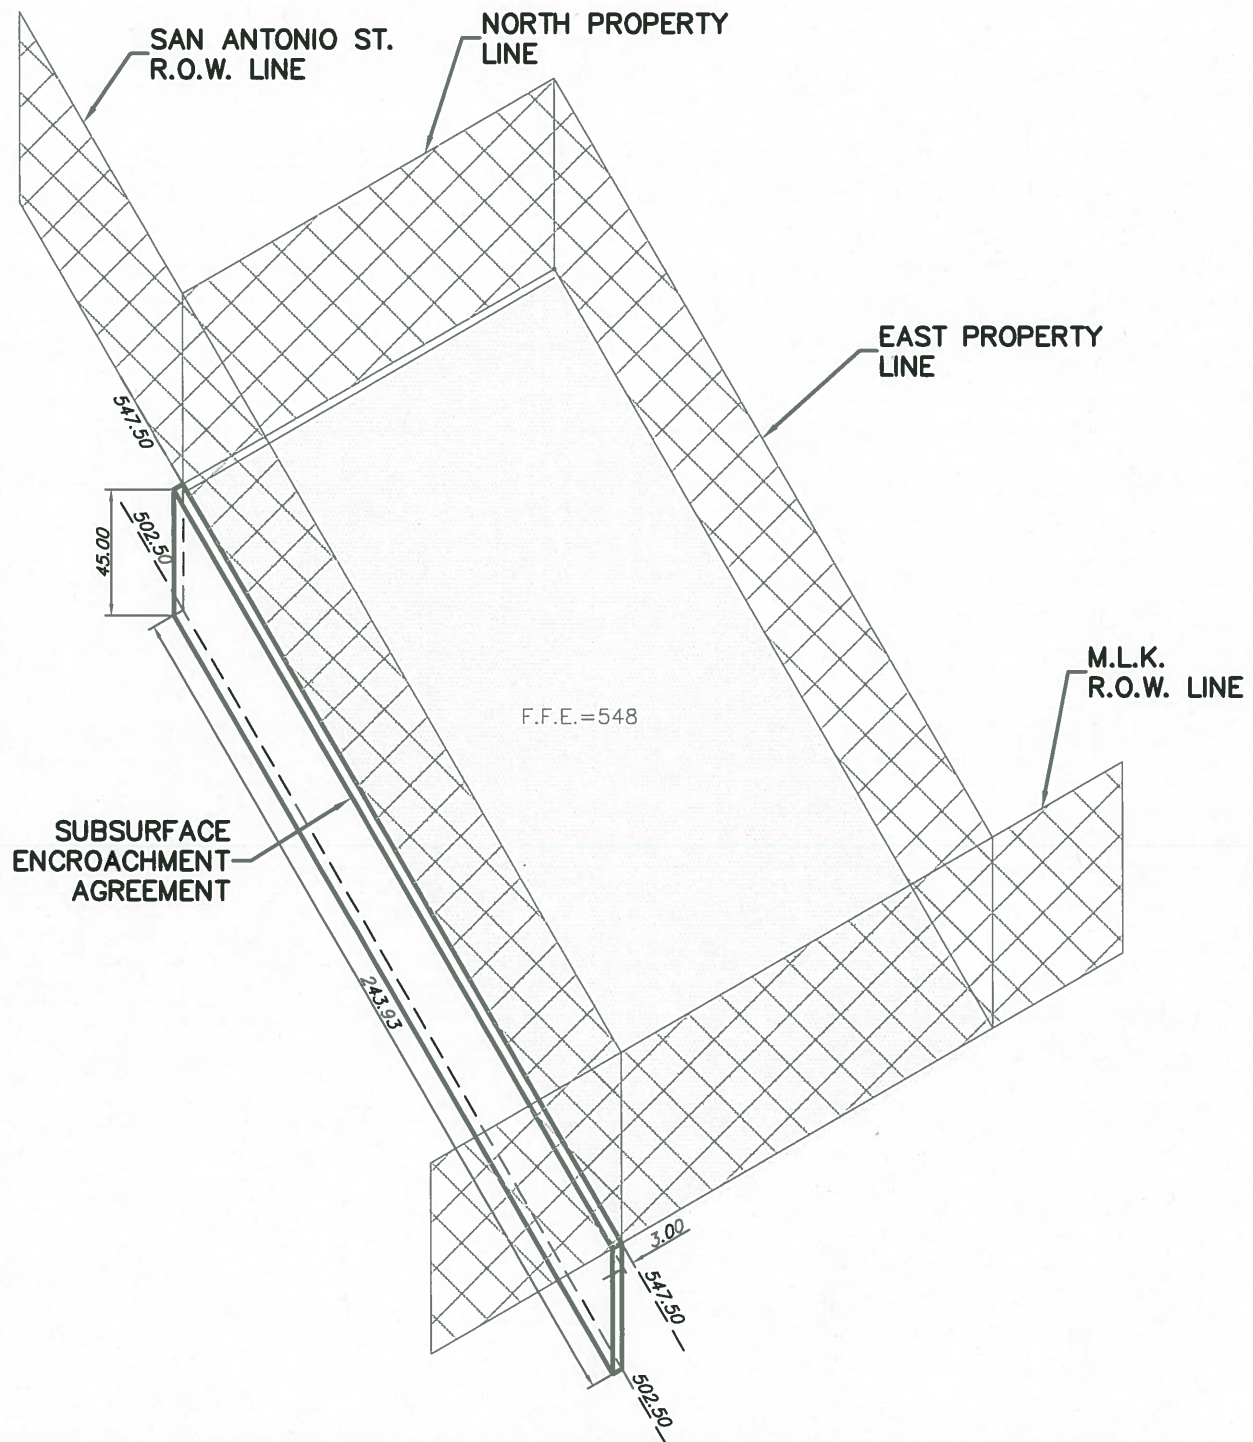 SAN ANTONIO ST.
R.O.W. LINE
NORTH PROPERTY
LINE
EAST PROPERTY
LINE
547.50
502.50
45.00
M.L.K.
R.O.W. LINE
F.F.E.=548
SUBSURFACE
ENCROACHMENT
AGREEMENT
243.93
3.00
547.50
502.50